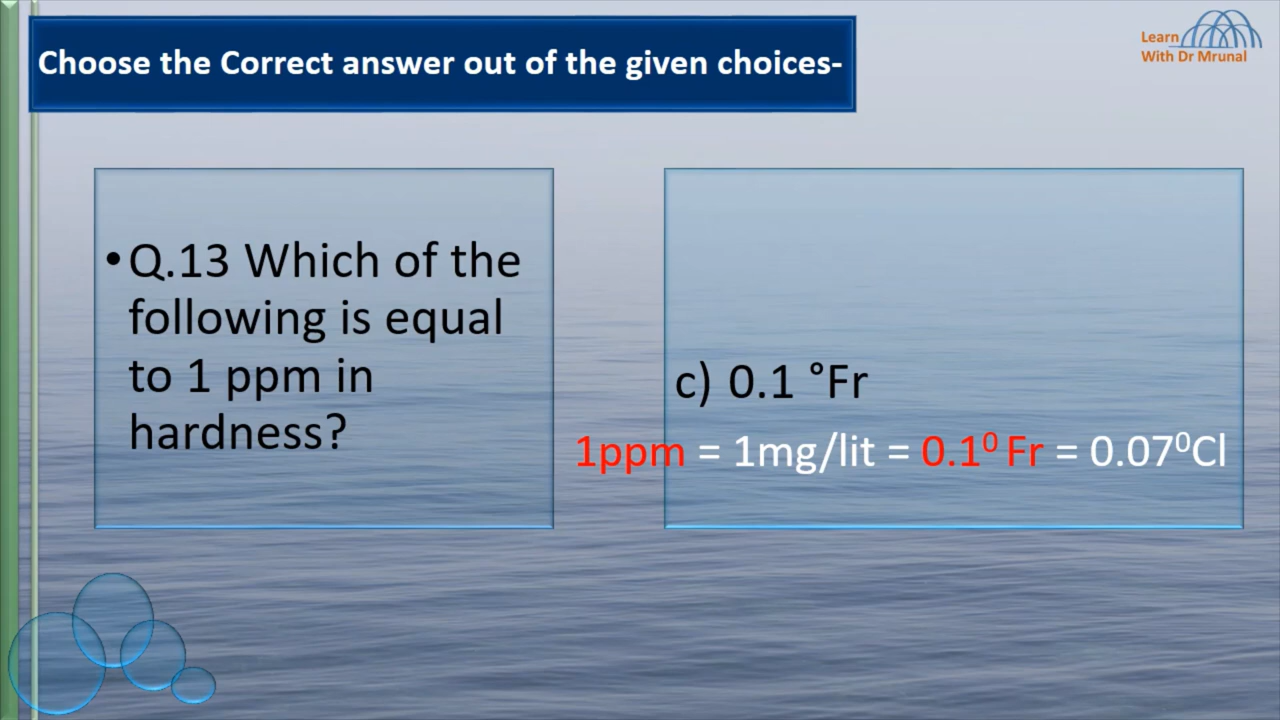 Choose the Correct answer out of the given choices-
Learn
With Dr Mrunal
•Q.13 Which of the
following is equal
to 1 ppm in
hardness?
c) 0.1 °Fr
1ppm = 1mg/lit = 0.1⁰ Fr = 0.07⁰Cl